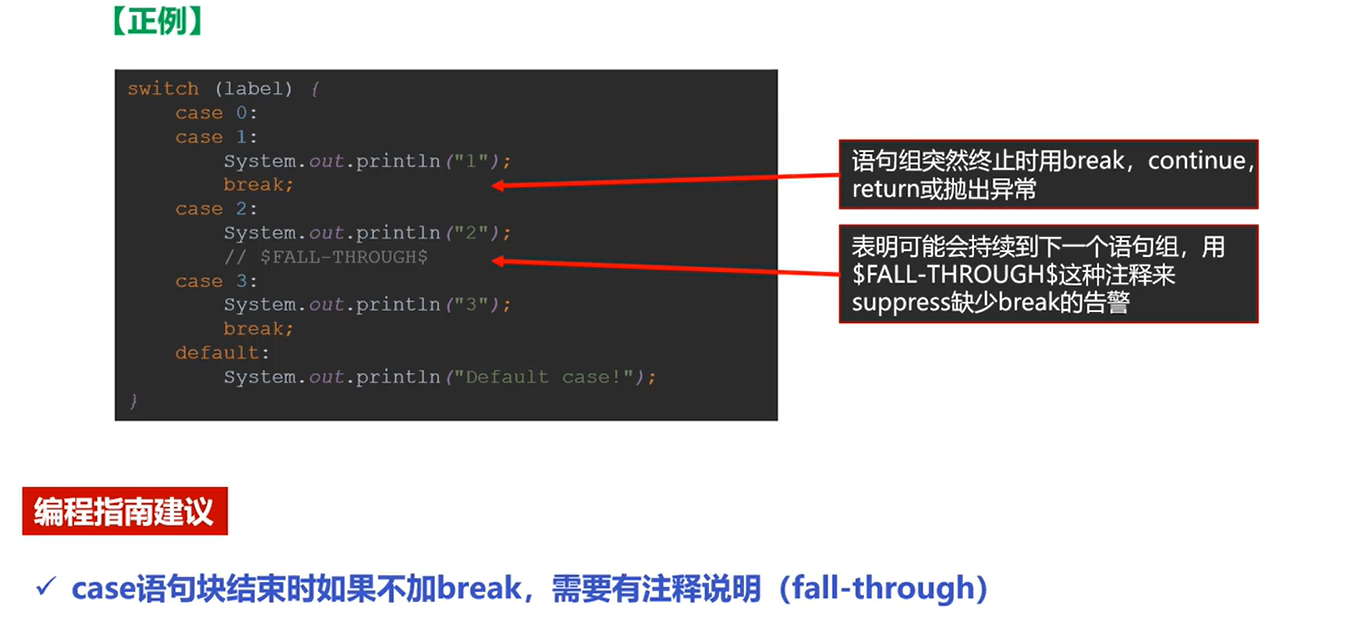 【正例】
switch (label) {
    case 0:
    case 1:
        System.out.println("1");
        break;
    case 2:
        System.out.println("2");
        // $FALL-THROUGH$
    case 3:
        System.out.println("3");
        break;
    default:
        System.out.println("Default case!");
}
语句组突然终止时用break，continue，
return或抛出异常
表明可能会持续到下一个语句组，用
$FALL-THROUGH$这种注释来
suppress缺少break的告警
编程指南建议
✓ case语句块结束时如果不加break，需要有注释说明（fall-through）